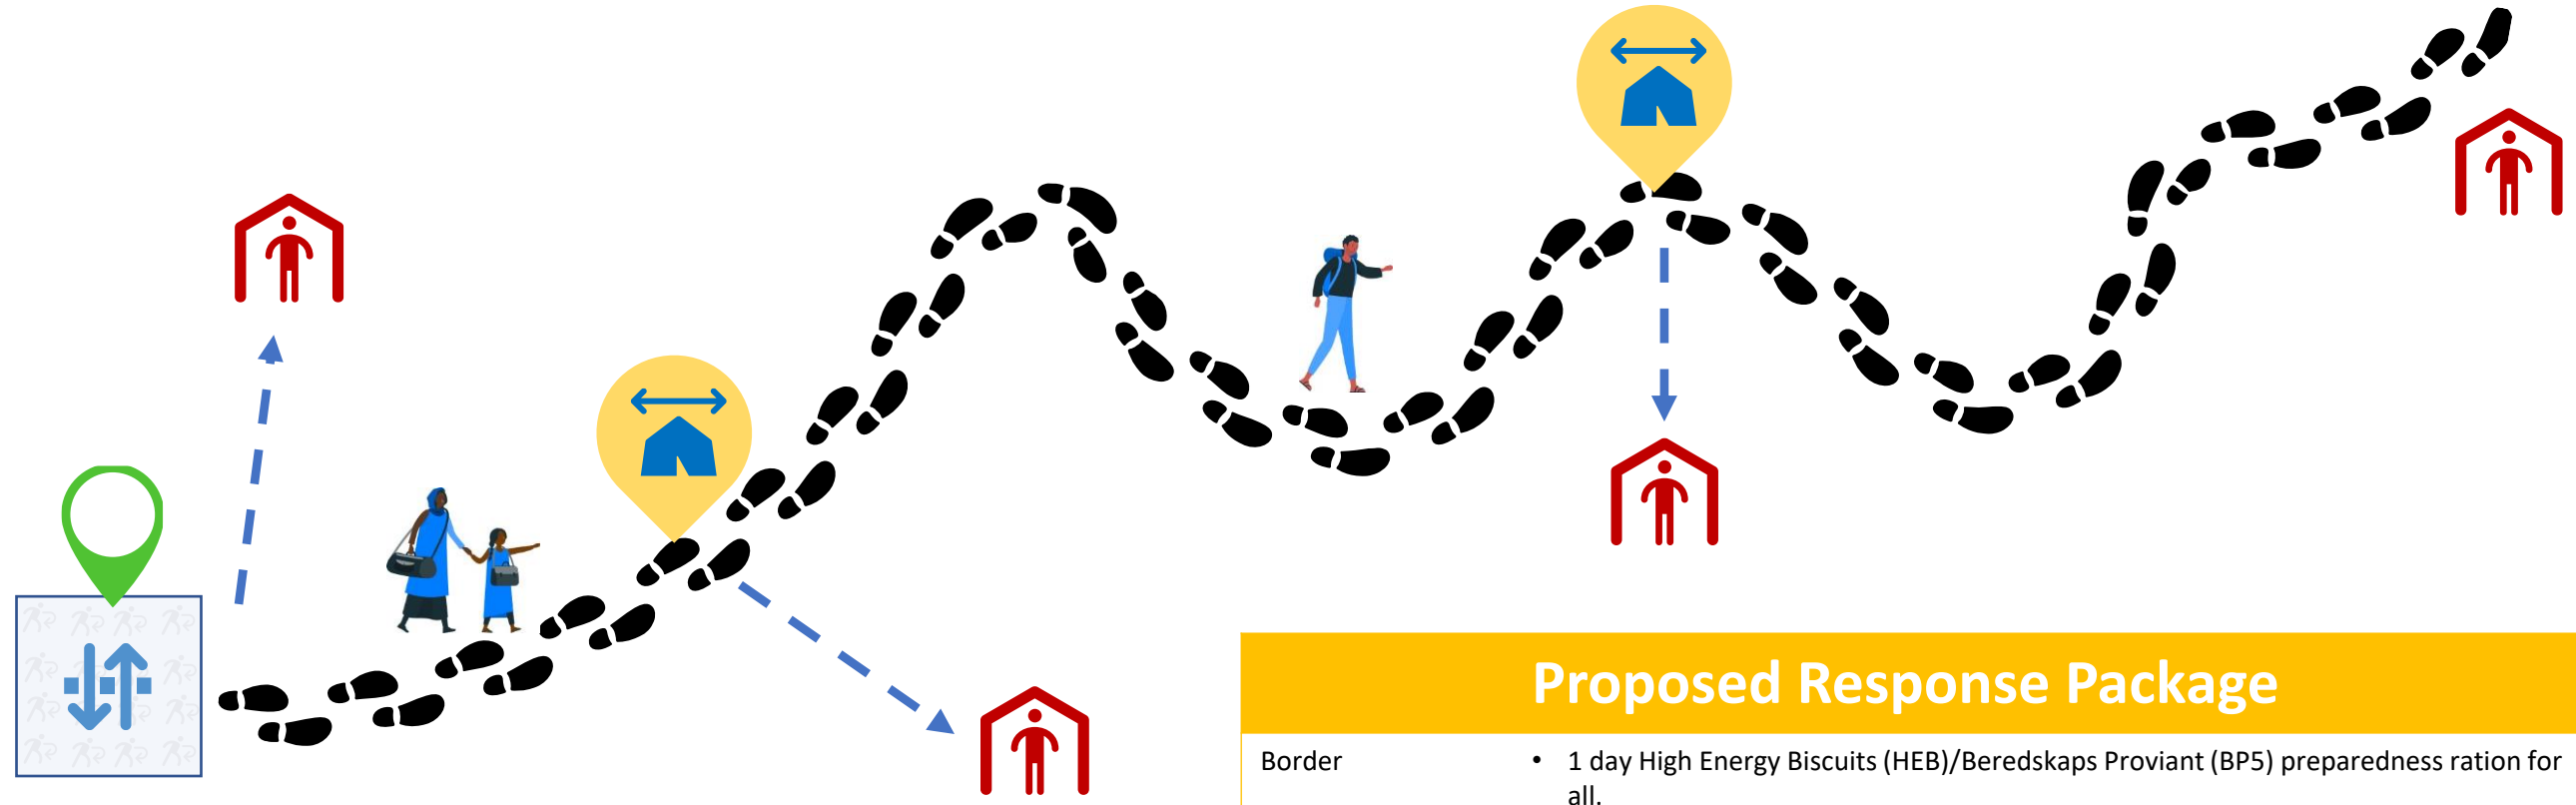 Proposed Response Package
Border
• 1 day High Energy Biscuits (HEB)/Beredskaps Proviant (BP5) preparedness ration for
all.